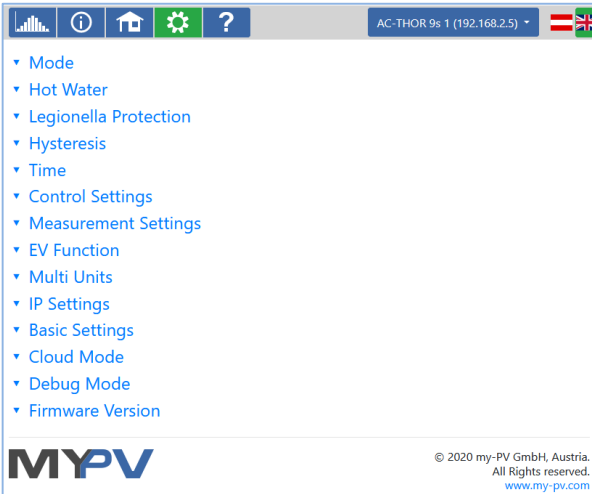 ?
AC-THOR 9s 1 (192.168.2.5)
Mode
Hot Water
Legionella Protection
Hysteresis
Time
Control Settings
Measurement Settings
EV Function
Multi Units
IP Settings
Basic Settings
Cloud Mode
Debug Mode
Firmware Version
MYPV
© 2020 my-PV GmbH, Austria.
All Rights reserved.
www.my-pv.com